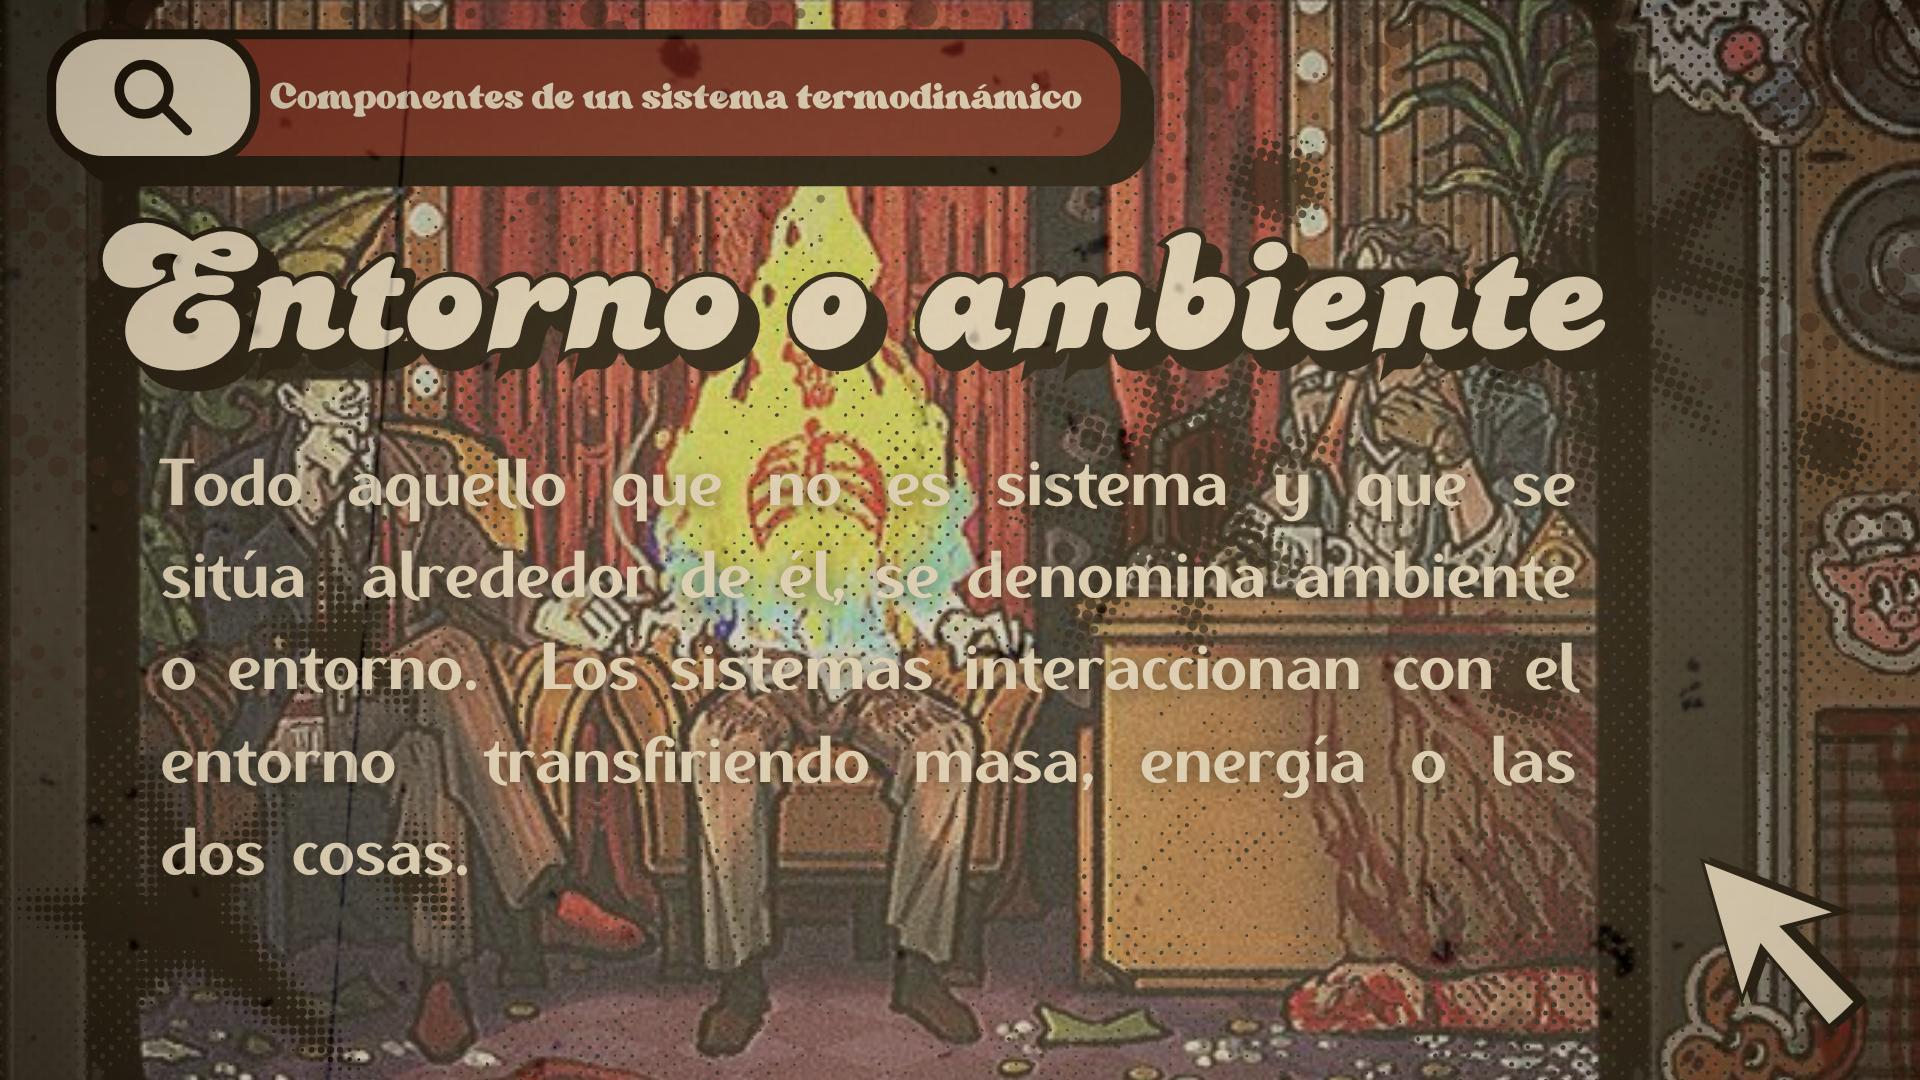 Componentes de un sistema termodinámico
Entorno o ambiente
Todo aquello que no es sistema y que se
sitúa alrededor de él, se denomina ambiente
o entorno. Los sistemas interaccionan con el
entorno transfiriendo masa, energía o las
dos cosas.